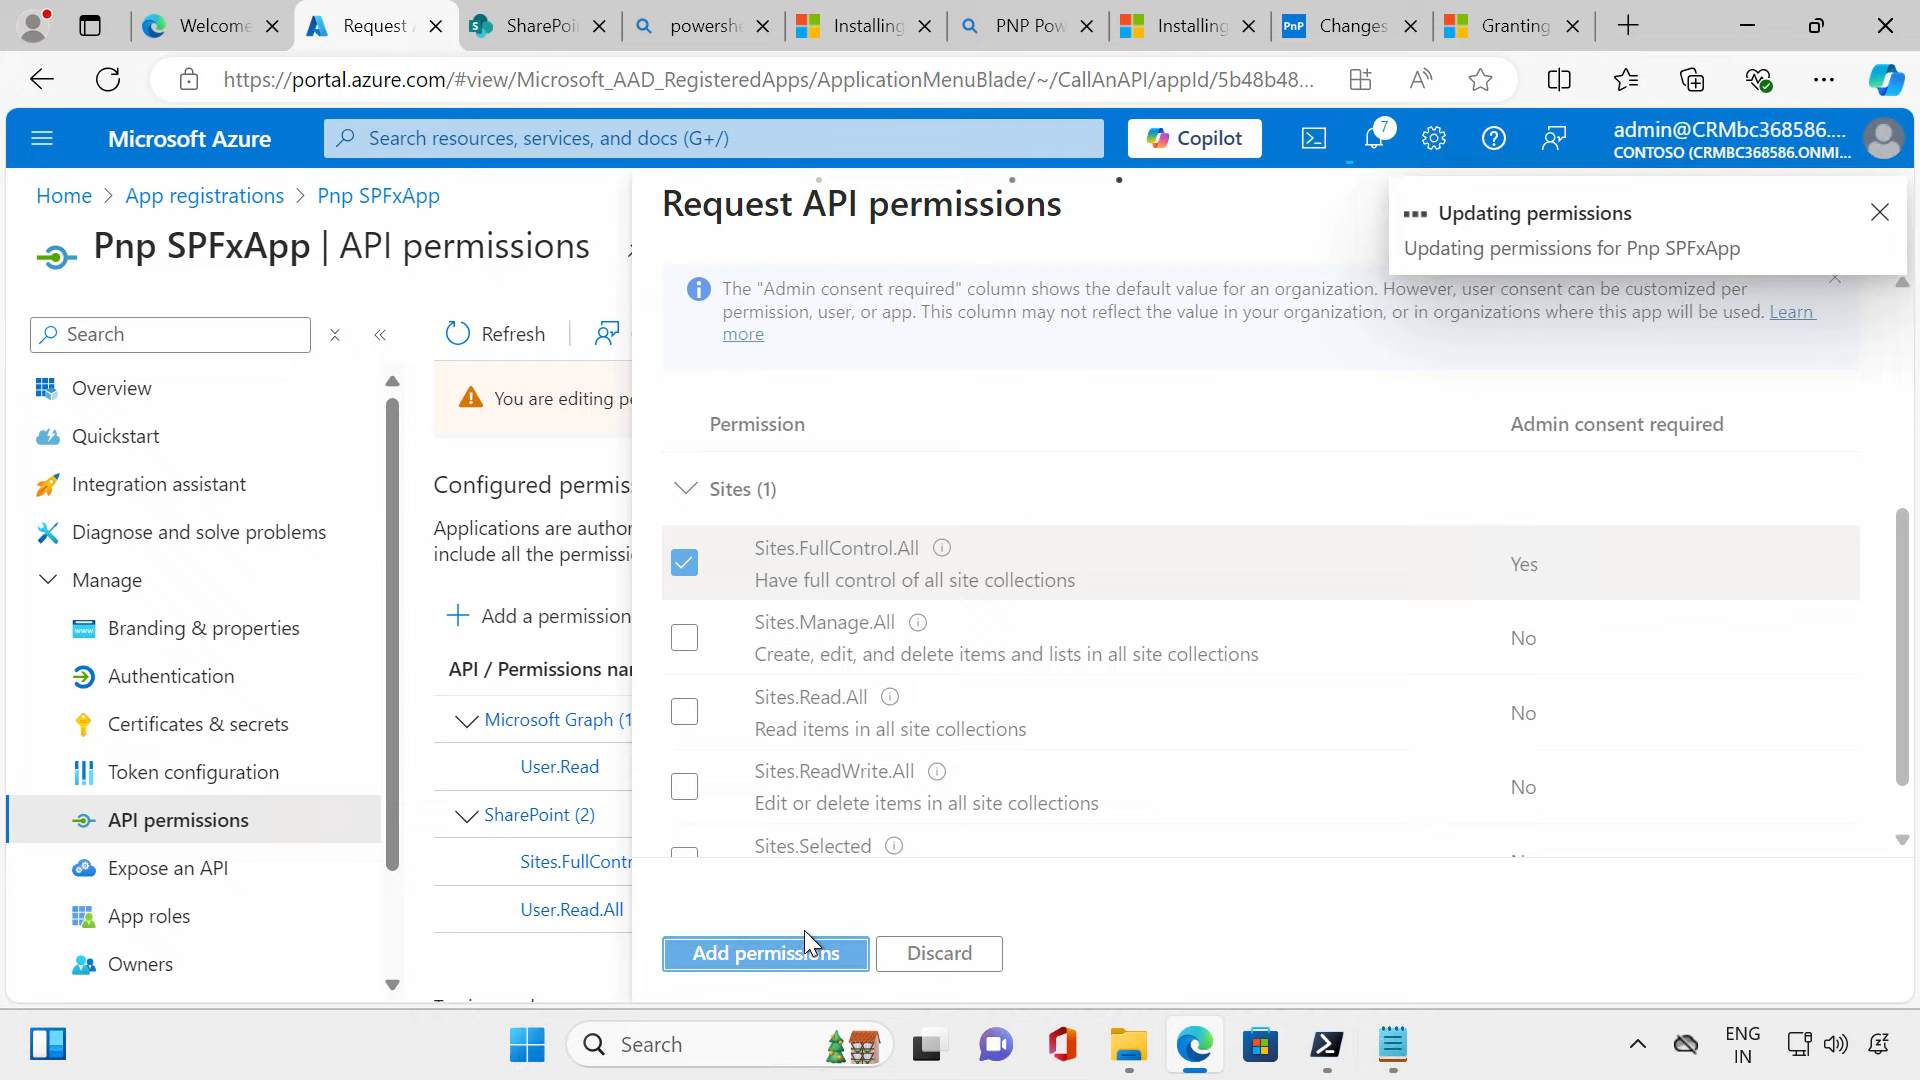 Welcome
Request A
SharePoi
powershe
Installing
PNP Pow
Installing
PnP
Changes
Granting
https://portal.azure.com/#view/Microsoft_AAD_RegisteredApps/ApplicationMenuBlade/~/CallAnAPI/appId/5b48b48...
Microsoft Azure
Search resources, services, and docs (G+/)
Copilot
7
admin@CRMbc368586....
CONTOSO (CRMBC368586.ONMI...
Home > App registrations > Pnp SPFxApp
Pnp SPFxApp | API permissions
Search
Overview
Quickstart
Integration assistant
Diagnose and solve problems
Manage
Branding & properties
Authentication
Certificates & secrets
Token configuration
API permissions
Expose an API
App roles
Owners
Refresh
You are editing pe
Configured permiss
Applications are author
include all the permissi
Add a permission
API / Permissions nam
Microsoft Graph (1
User.Read
SharePoint (2)
Sites.FullContr
User.Read.All
Request API permissions
The "Admin consent required" column shows the default value for an organization. However, user consent can be customized per
permission, user, or app. This column may not reflect the value in your organization, or in organizations where this app will be used. Learn
more
Permission
Admin consent required
Sites (1)
Sites.FullControl.All
Have full control of all site collections
Yes
Sites.Manage.All
Create, edit, and delete items and lists in all site collections
No
Sites.Read.All
Read items in all site collections
No
Sites.ReadWrite.All
Edit or delete items in all site collections
No
Sites.Selected
Add permissions
Discard
Updating permissions
Updating permissions for Pnp SPFxApp
Search
ENG
IN